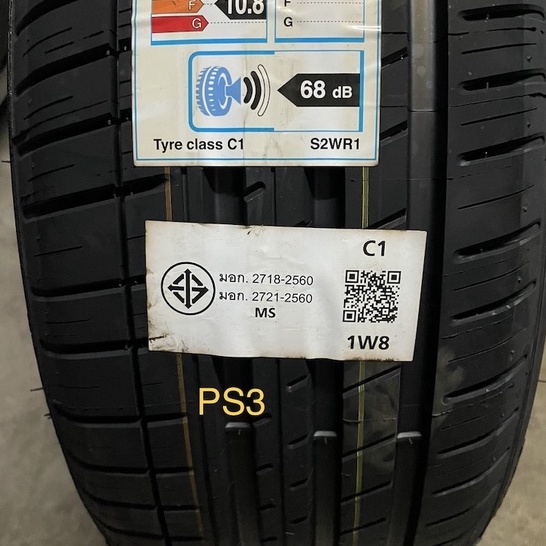 F
10.8
F
G
G
68 dB
Tyre class C1
S2WR1
C1
มอก. 2718-2560
มอก. 2721-2560
MS
1W8
PS3